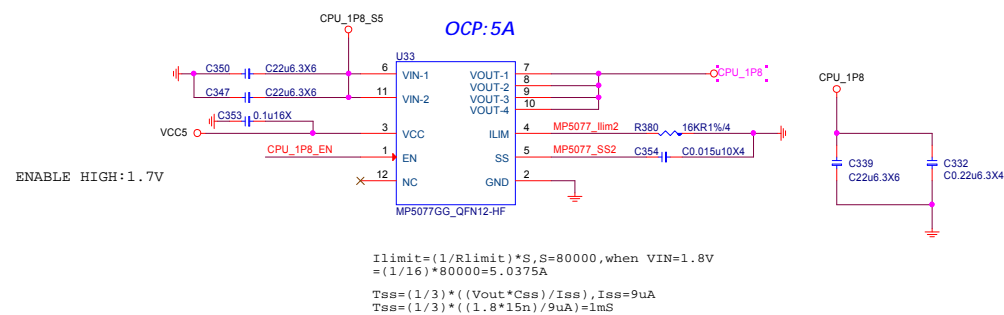 CPU_1P8_S5
OCP:5A
U33
C350 C22u6.3X6
6 VIN-1
VOUT-1 7
CPU_1P8
VOUT-2 8
C347 C22u6.3X6
11 VIN-2
VOUT-3 9
VOUT-4 10
CPU_1P8
C353 0.1u16X
VCC5
3 VCC
ILIM 4
MP5077_Ilim2
R380 16KR1%/4
CPU_1P8_EN
1 EN
SS 5
MP5077_SS2
C354 C0.015u10X4
ENABLE HIGH:1.7V
12 NC
GND 2
MP5077GG_QFN12-HF
C339
C22u6.3X6
C332
C0.22u6.3X4
Ilimit=(1/Rlimit)*S,S=80000,when VIN=1.8V
=(1/16)*80000=5.0375A
Tss=(1/3)*((Vout*Css)/Iss),Iss=9uA
Tss=(1/3)*((1.8*15n)/9uA)=1mS